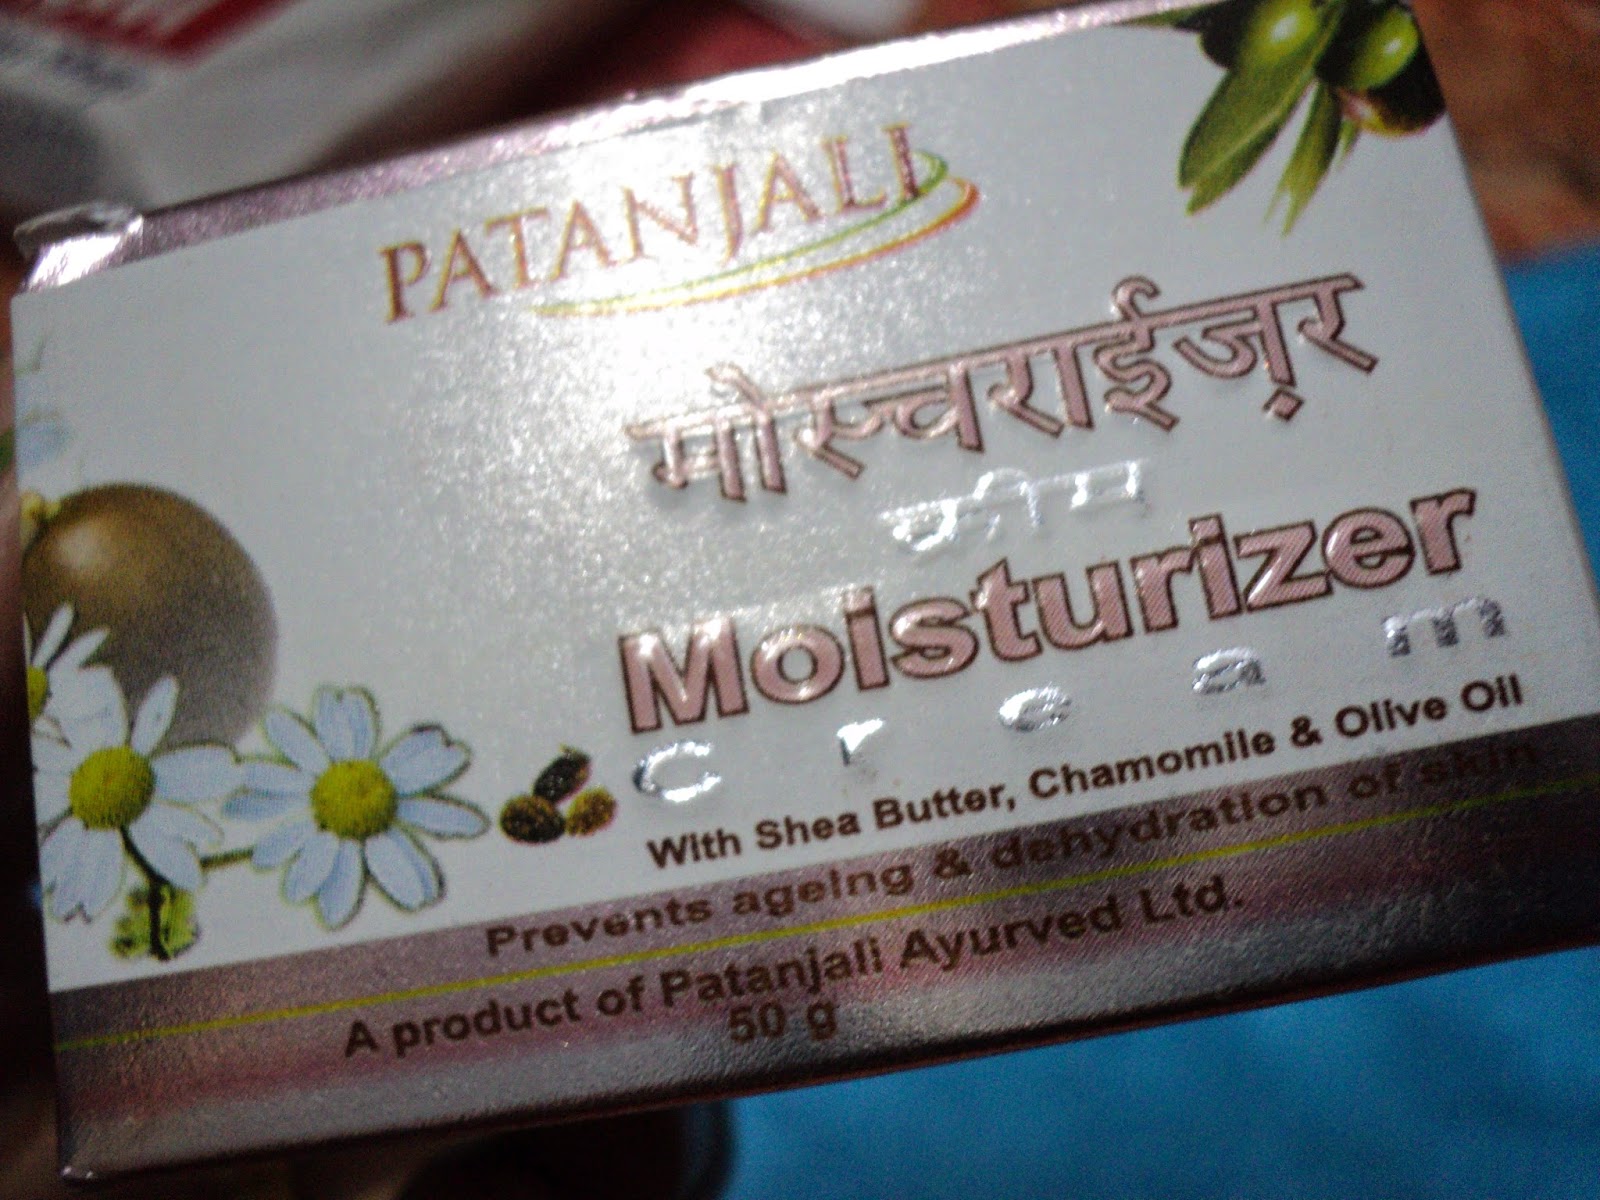 PATANJALI
मोस्चराईज़र
क्रीम
Moisturizer
Cream
With Shea Butter, Chamomile & Olive Oil
Prevents ageing & dehydration of skin
A product of Patanjali Ayurved Ltd.
50 g